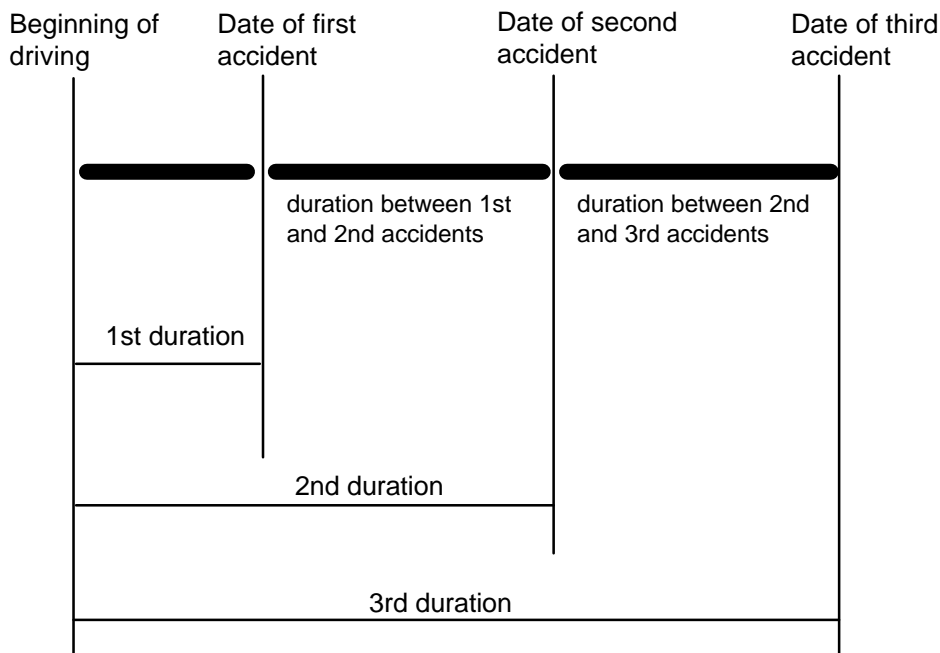 Beginning of
driving
Date of first
accident
Date of second
accident
Date of third
accident
duration between 1st
and 2nd accidents
duration between 2nd
and 3rd accidents
1st duration
2nd duration
3rd duration